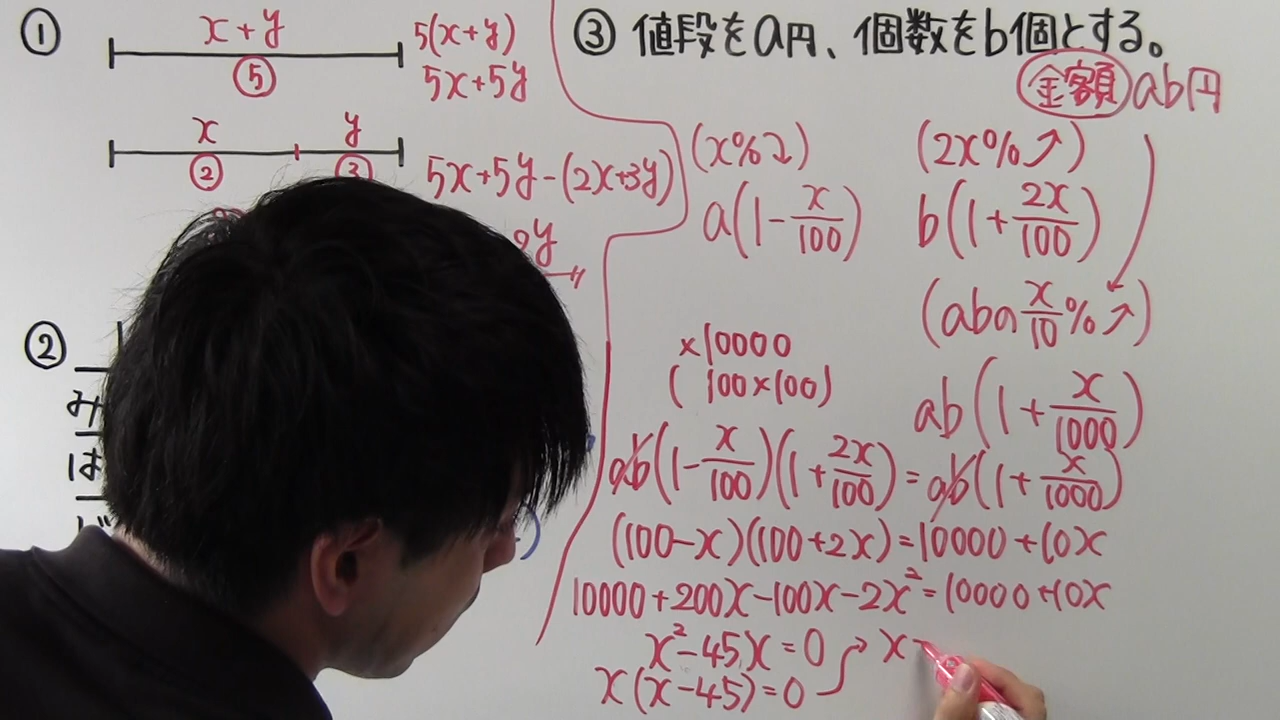 ①
x+y
⑤
5(x+y)
5x+5y
x
y
②
③
5x+5y-(2x+3y)
②
み
は
③ 値段をa円、個数をb個とする。
金額 ab円
(x%↓)
(2x%↑)
a(1-x/100)
b(1+2x/100)
(abのx/10%↑)
×10000
(100×100)
ab(1+x/1000)
ab(1-x/100)(1+2x/100)=ab(1+x/1000)
(100-x)(100+2x)=10000+10x
10000+200x-100x-2x²=10000+10x
x²-45x=0
x(x-45)=0
x